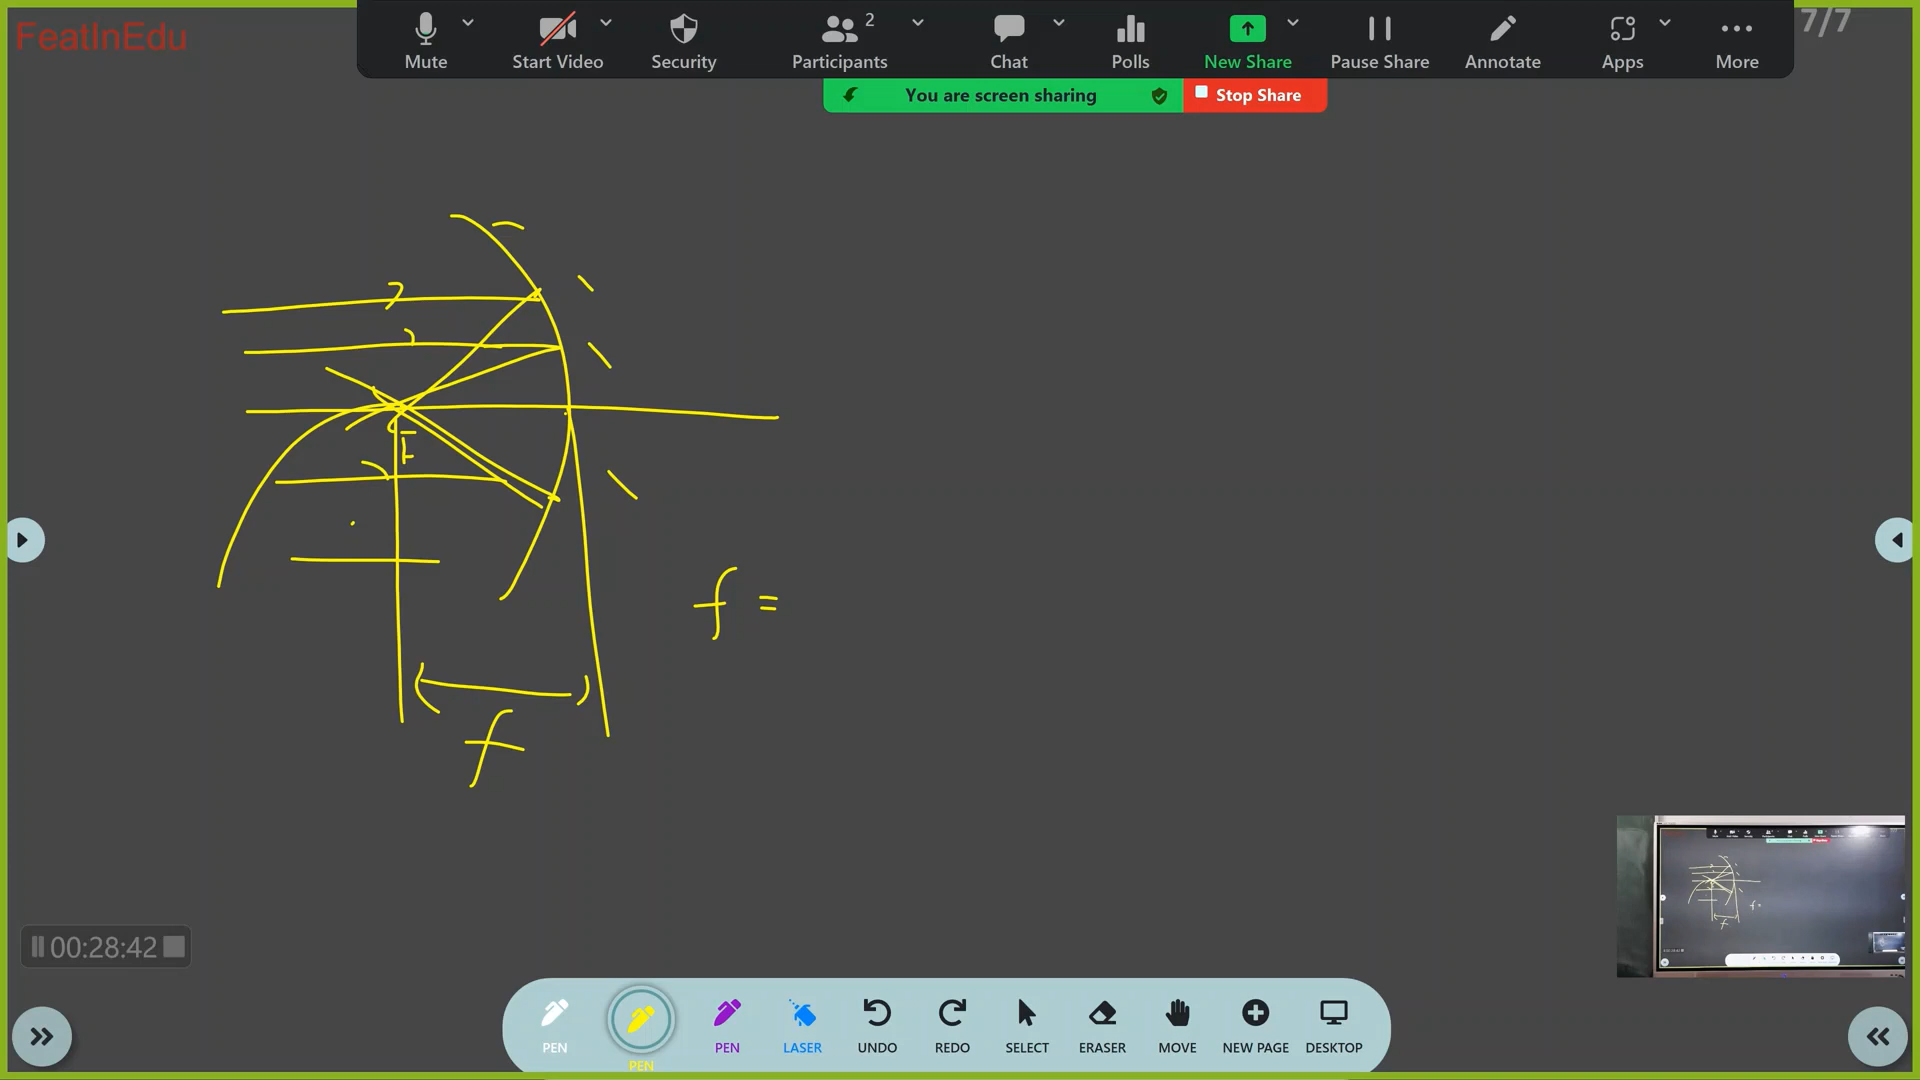 FeatInEdu
Mute
Start Video
Security
Participants 2
Chat
Polls
New Share
Pause Share
Annotate
Apps
More
7/7
You are screen sharing
Stop Share
F
f =
f
00:28:42
PEN
PEN
PEN
LASER
UNDO
REDO
SELECT
ERASER
MOVE
NEW PAGE
DESKTOP